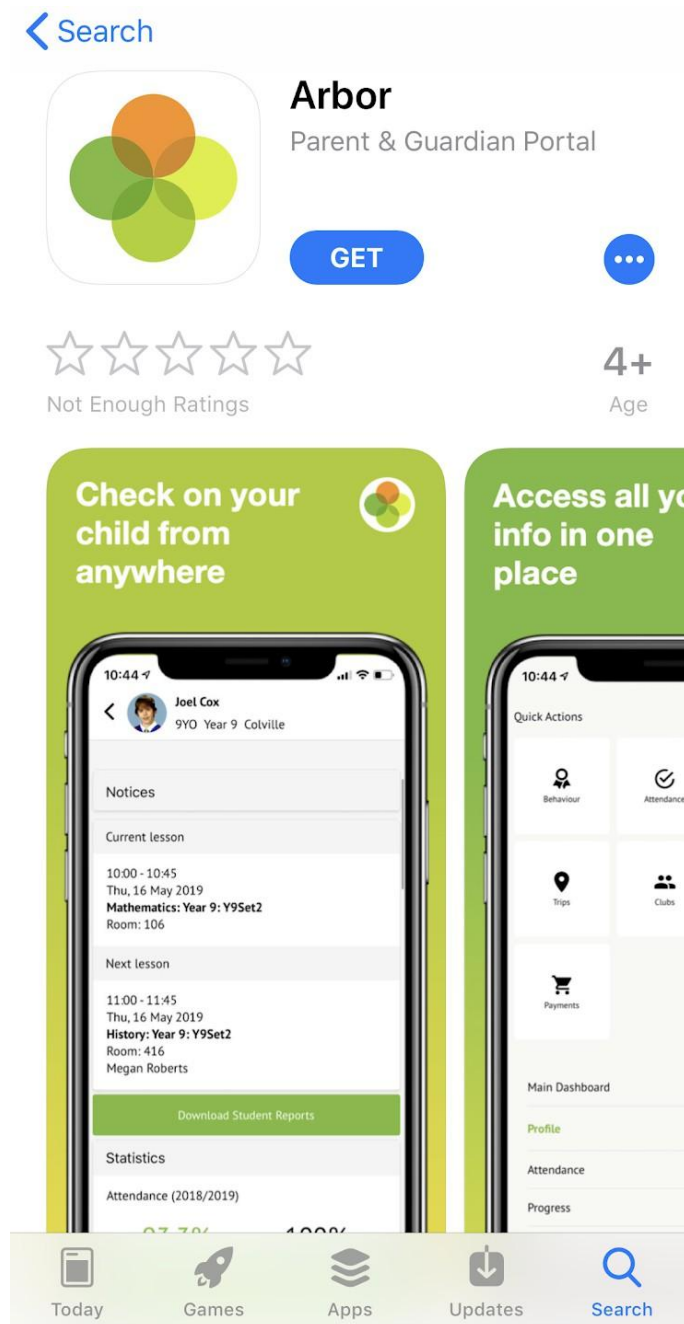 Search
Arbor
Parent & Guardian Portal
GET
4+
Not Enough Ratings
Age
Check on your
child from
anywhere
10:44
Joel Cox
9YO Year 9 Colville
Notices
Current lesson
10:00 - 10:45
Thu, 16 May 2019
Mathematics: Year 9: Y9Set2
Room: 106
Next lesson
11:00 - 11:45
Thu, 16 May 2019
History: Year 9: Y9Set2
Room: 416
Megan Roberts
Download Student Reports
Statistics
Attendance (2018/2019)
Access all yo
info in one
place
10:44
Quick Actions
Behaviour
Attendance
Trips
Clubs
Payments
Main Dashboard
Profile
Attendance
Progress
Today
Games
Apps
Updates
Search